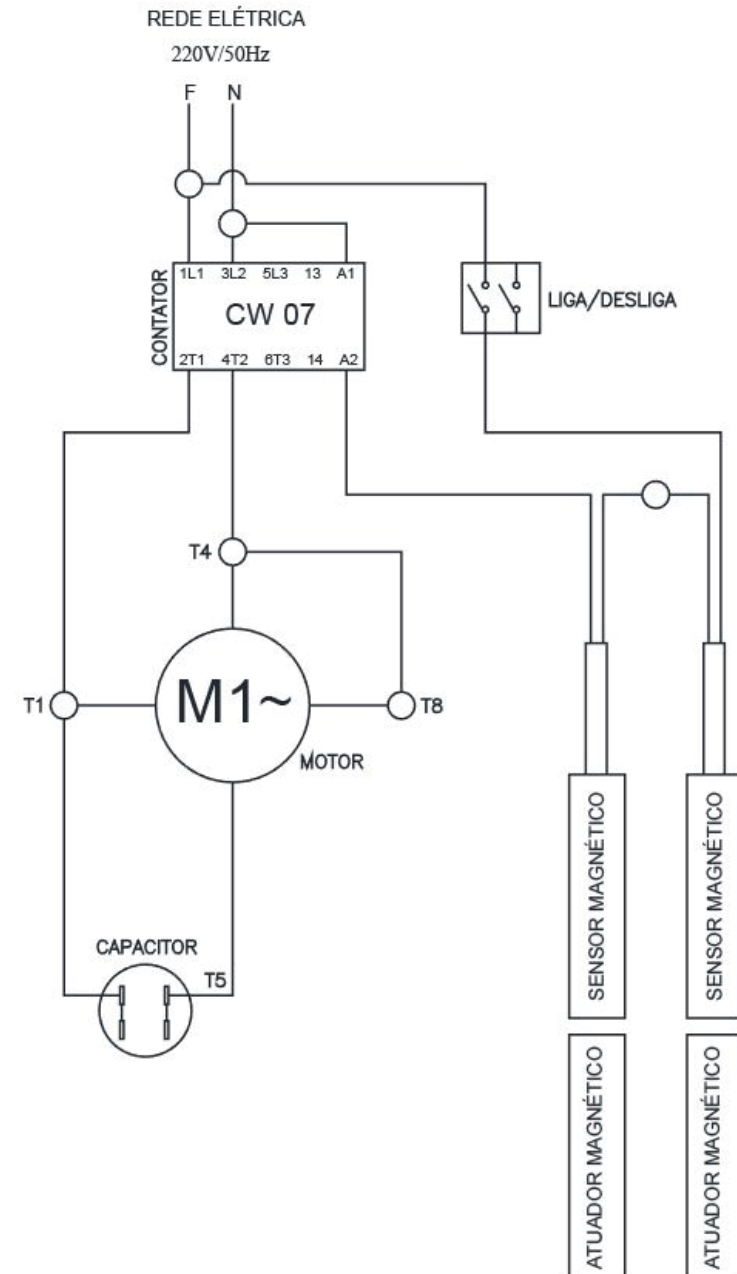 REDE ELÉTRICA
220V/50Hz
F N
1L1 3L2 5L3 13 A1
CONTATOR
CW 07
2T1 4T2 6T3 14 A2
LIGA/DESLIGA
T4
T1
M1~
T8
MOTOR
CAPACITOR
T5
SENSOR MAGNÉTICO
SENSOR MAGNÉTICO
ATUADOR MAGNÉTICO
ATUADOR MAGNÉTICO